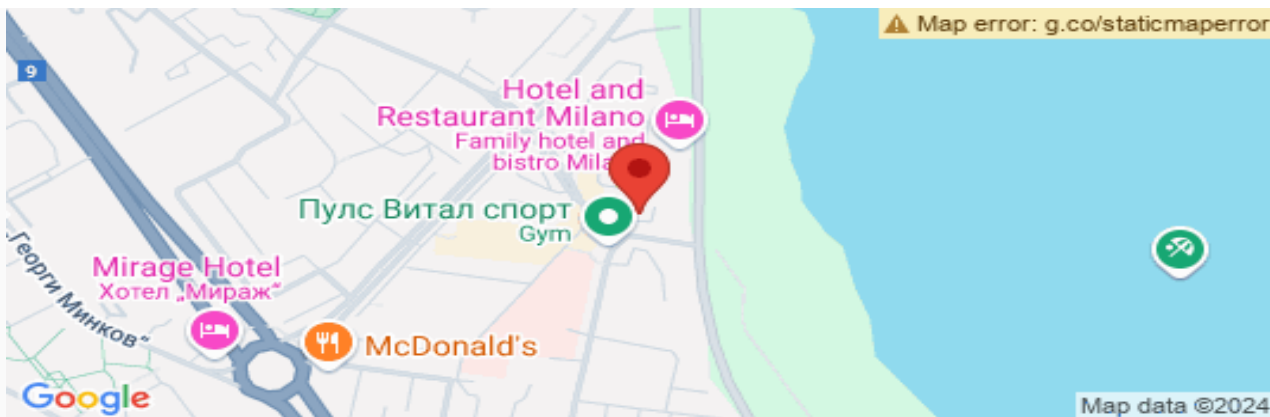 Map error: g.co/staticmaperror
9
Hotel and
Restaurant Milano
Family hotel and
bistro Mila
Пулс Витал спорт
Gym
„Георги Минков“
Mirage Hotel
Хотел „Мираж“
McDonald's
Google
Map data ©2024